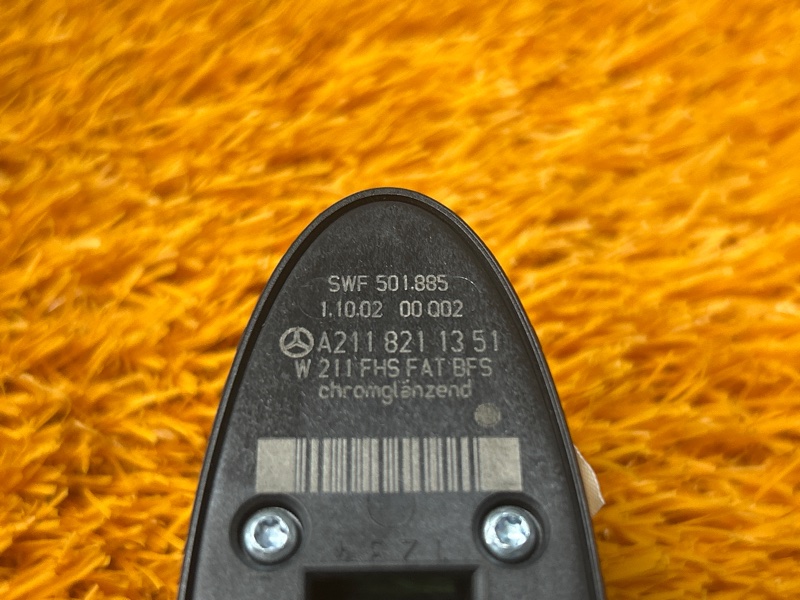 SWF 501.885
1.10.02 00 002
A211 821 13 51
W 211 FHS FAT BFS
chromglänzend